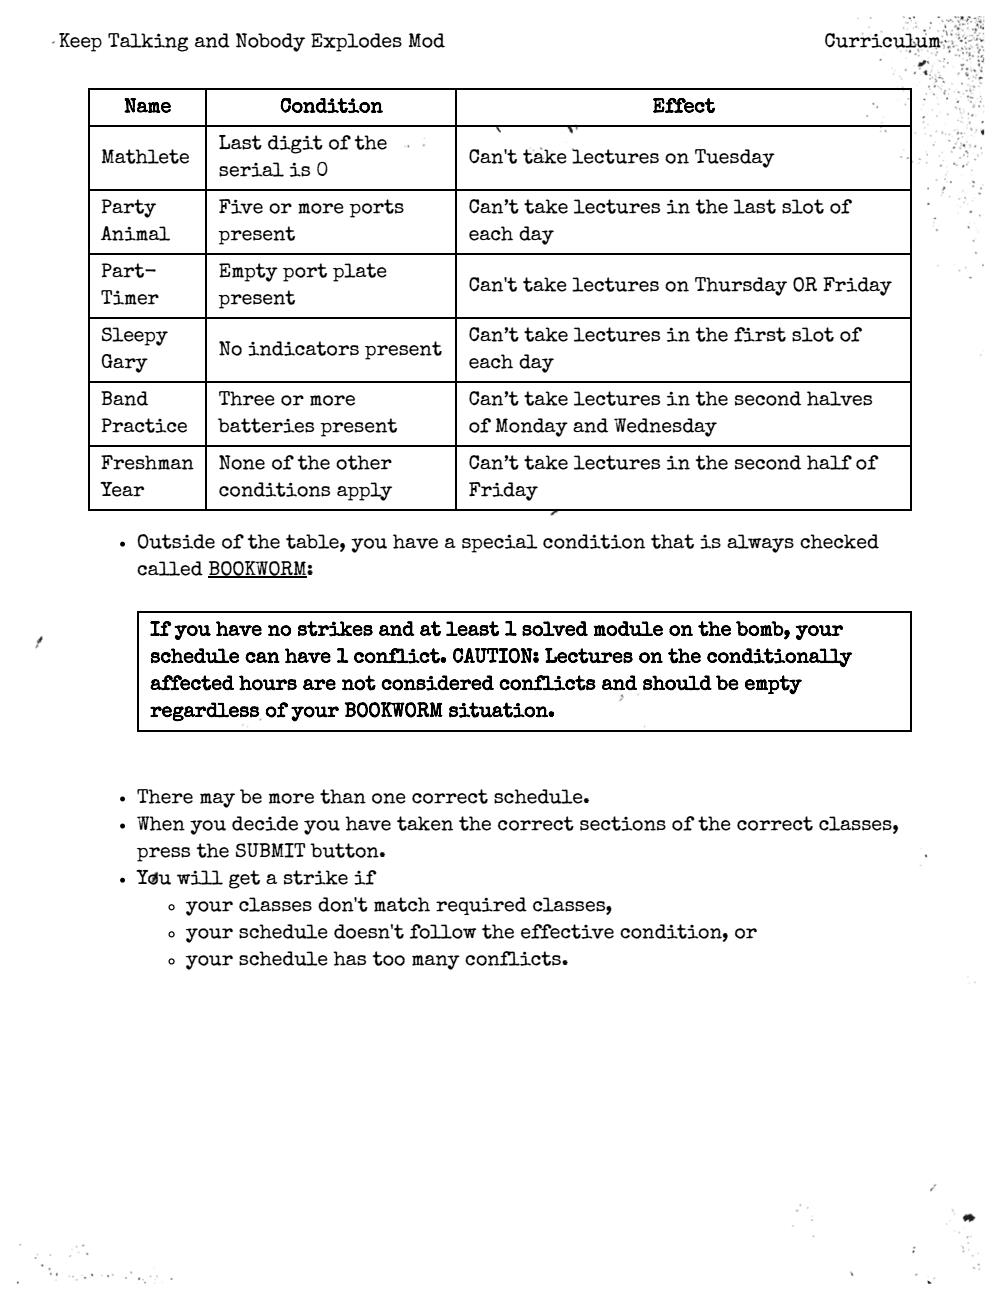 Keep Talking and Nobody Explodes Mod
Curriculum
Name
Condition
Effect
Mathlete
Last digit of the
serial is 0
Can't take lectures on Tuesday
Party
Animal
Five or more ports
present
Can’t take lectures in the last slot of
each day
Part-
Timer
Empty port plate
present
Can't take lectures on Thursday OR Friday
Sleepy
Gary
No indicators present
Can’t take lectures in the first slot of
each day
Band
Practice
Three or more
batteries present
Can’t take lectures in the second halves
of Monday and Wednesday
Freshman
Year
None of the other
conditions apply
Can’t take lectures in the second half of
Friday
• Outside of the table, you have a special condition that is always checked
called BOOKWORM:
If you have no strikes and at least 1 solved module on the bomb, your
schedule can have 1 conflict. CAUTION: Lectures on the conditionally
affected hours are not considered conflicts and should be empty
regardless of your BOOKWORM situation.
• There may be more than one correct schedule.
• When you decide you have taken the correct sections of the correct classes,
press the SUBMIT button.
• You will get a strike if
◦ your classes don't match required classes,
◦ your schedule doesn't follow the effective condition, or
◦ your schedule has too many conflicts.